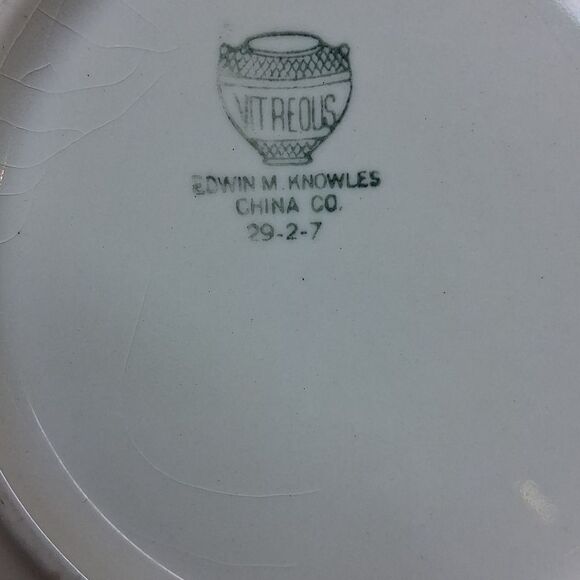 VITREOUS
EDWIN M. KNOWLES
CHINA CO.
29-2-7